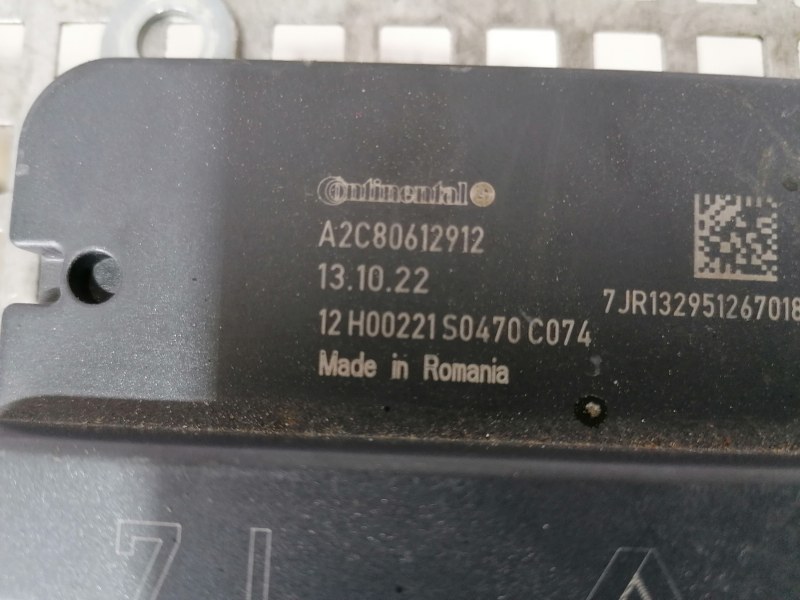 Continental
A2C80612912
13.10.22
12 H00221 S0470 C074
Made in Romania
7JR132951267018